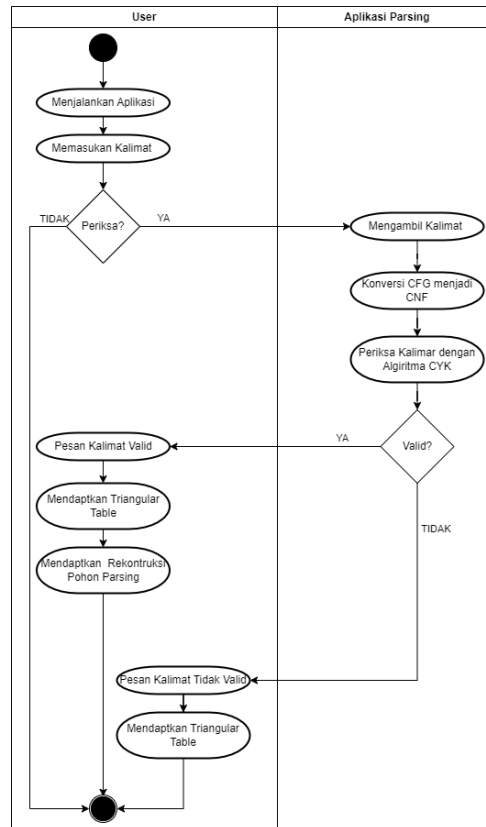 User
Aplikasi Parsing
Menjalankan Aplikasi
Memasukan Kalimat
TIDAK
Periksa?
YA
Mengambil Kalimat
Konversi CFG menjadi
CNF
Periksa Kalimar dengan
Algiritma CYK
Valid?
YA
Pesan Kalimat Valid
Mendaptkan Triangular
Table
TIDAK
Mendaptkan Rekontruksi
Pohon Parsing
Pesan Kalimat Tidak Valid
Mendaptkan Triangular
Table